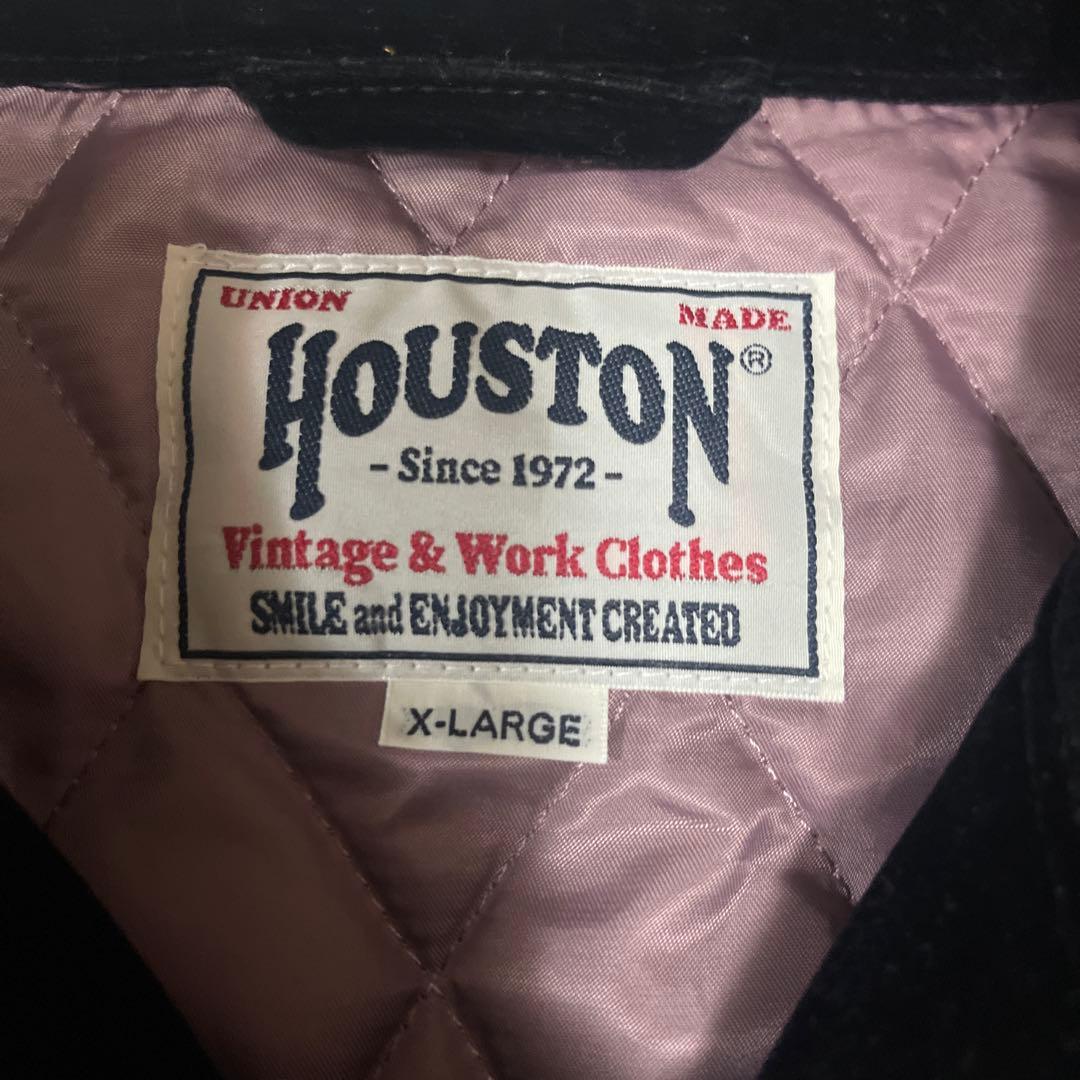 UNION MADE
HOUSTON®
- Since 1972 -
Vintage & Work Clothes
SMILE and ENJOYMENT CREATED
X-LARGE